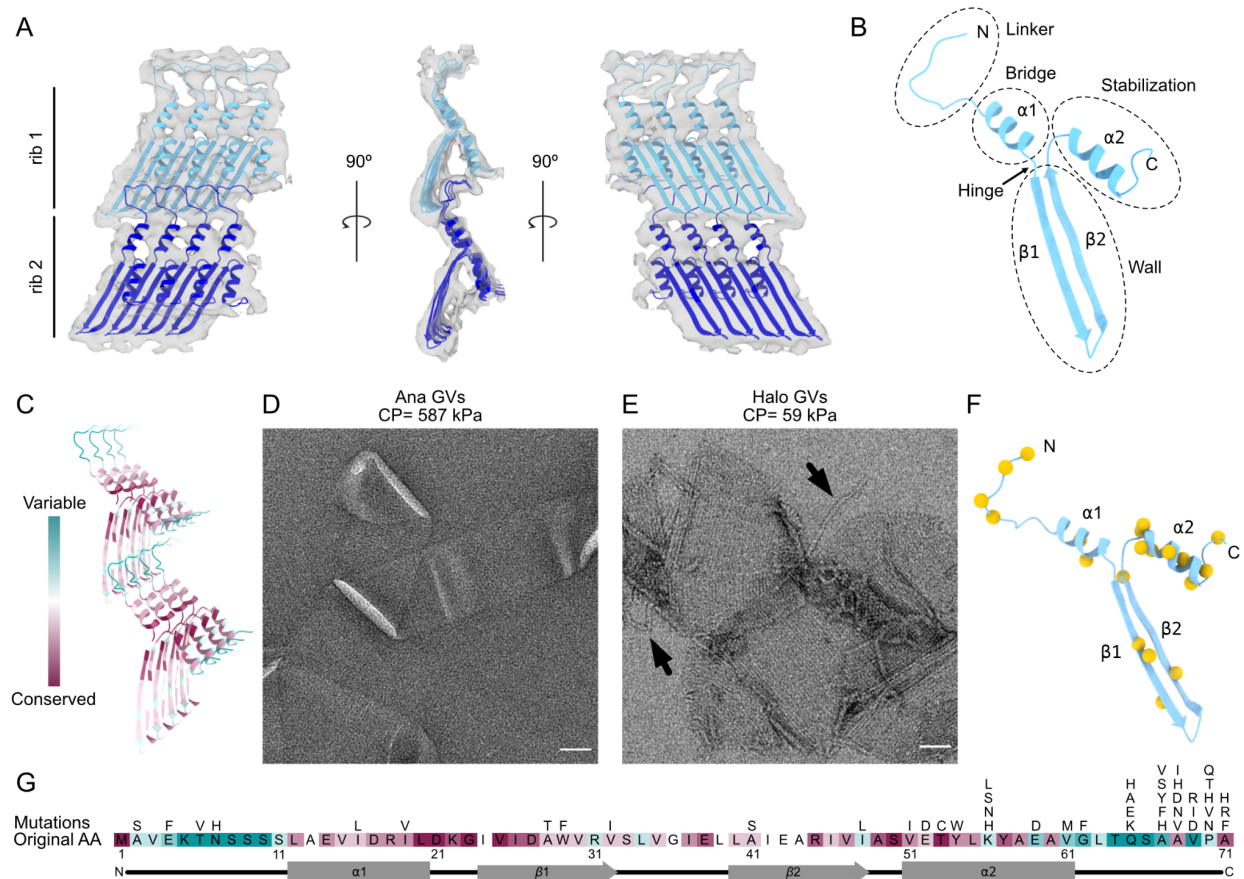 A
rib 1
rib 2
90º
90º
B
N
Linker
Bridge
α1
Stabilization
α2
C
Hinge
β1
β2
Wall
C
Variable
Conserved
D
Ana GVs
CP= 587 kPa
E
Halo GVs
CP= 59 kPa
F
N
α1
α2
C
β1
β2
G
V I Q
L H S H T
S A Y D R H H
N E F N I V R
Mutations S F V H L V T F I S L I D C W H D M F K H V D N F
Original AA M A V E K T N S S S S L A E V I D R I L D K G I V I D A W V R V S L V G I E L L A I E A R I V I A S V E T Y L K Y A E A V G L T Q S A A V P A
1 11 21 31 41 51 61 71
N α1 β1 β2 α2 C